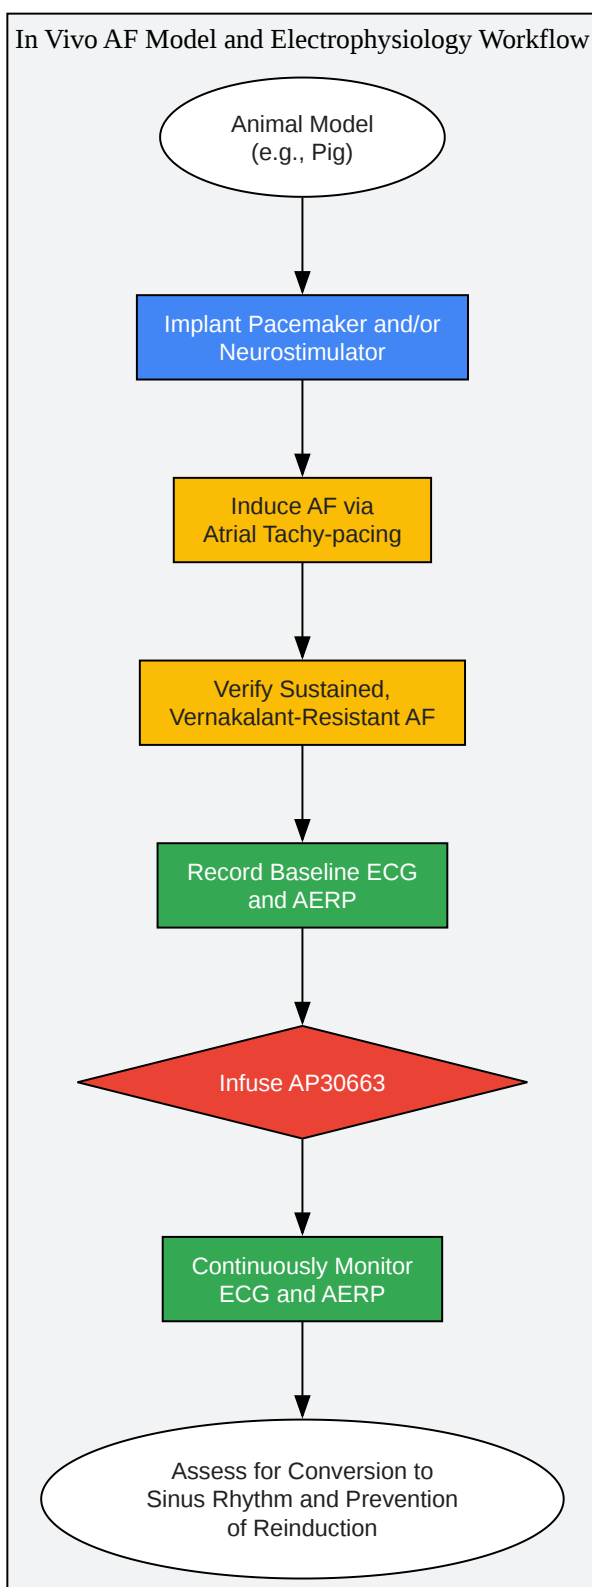 In Vivo AF Model and Electrophysiology Workflow
Animal Model
(e.g., Pig)
Implant Pacemaker and/or
Neurostimulator
Induce AF via
Atrial Tachy-pacing
Verify Sustained,
Vernakalant-Resistant AF
Record Baseline ECG
and AERP
Infuse AP30663
Continuously Monitor
ECG and AERP
Assess for Conversion to
Sinus Rhythm and Prevention
of Reinduction